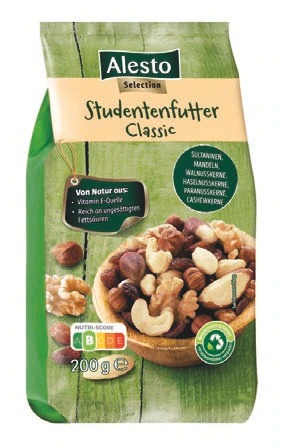 Alesto
Selection
Studentenfutter
Classic
SULTANINEN,
MANDELN,
WALNUSSKERNE,
HASELNUSSKERNE,
PARANUSSKERNE,
CASHEWKERNE
Von Natur aus:
• Vitamin E-Quelle
• Reich an ungesättigten
Fettsäuren
NUTRI-SCORE
A B C D E
200 g ℮